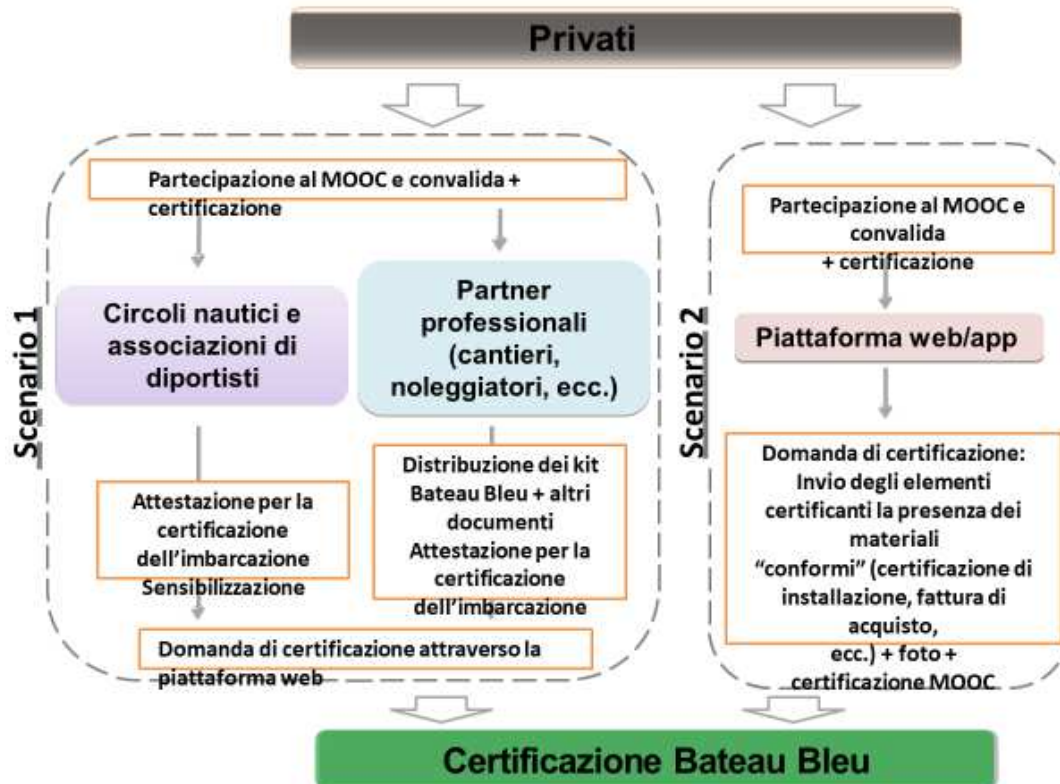 Privati
Scenario 1
Partecipazione al MOOC e convalida +
certificazione
Circoli nautici e
associazioni di
diportisti
Partner
professionali
(cantieri,
noleggiatori, ecc.)
Attestazione per la
certificazione
dell’imbarcazione
Sensibilizzazione
Distribuzione dei kit
Bateau Bleu + altri
documenti
Attestazione per la
certificazione
dell’imbarcazione
Domanda di certificazione attraverso la
piattaforma web
Scenario 2
Partecipazione al MOOC e
convalida
+ certificazione
Piattaforma web/app
Domanda di certificazione:
Invio degli elementi
certificanti la presenza dei
materiali
“conformi” (certificazione di
installazione, fattura di
acquisto,
ecc.) + foto +
certificazione MOOC
Certificazione Bateau Bleu